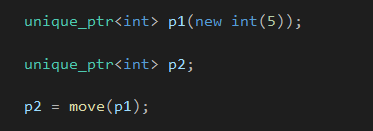 unique_ptr<int> p1(new int(5));
unique_ptr<int> p2;
p2 = move(p1);